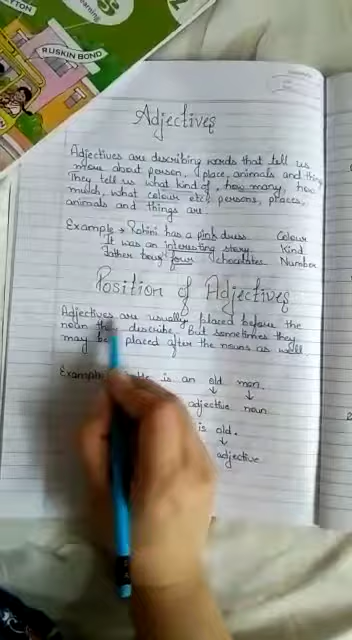 RUSKIN BOND
Adjectives
Adjectives are describing words that tell us
more about person, place, animals and thing
They tell us what kind of, how many, how
much, what colour etc; persons, places,
animals and things are.
Example → Rohini has a pink dress. Colour
It was an interesting story. Kind
Father four chocolates. Number
Position of Adjectives
Adjectives are usually placed before the
noun they describe but sometimes they
may be placed after the nouns as well
is an old man.
↓ ↓
adjective noun
is old.
↓
adjective